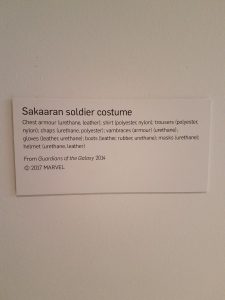 Sakaaran soldier costume
Chest armour (urethane, leather); shirt (polyester, nylon); trousers (polyester,
nylon); chaps (urethane, polyester); vambraces (armour) (urethane);
gloves (leather, urethane); boots (leather, rubber, urethane); masks (urethane);
helmet (urethane, leather)
From Guardians of the Galaxy 2014
© 2017 MARVEL